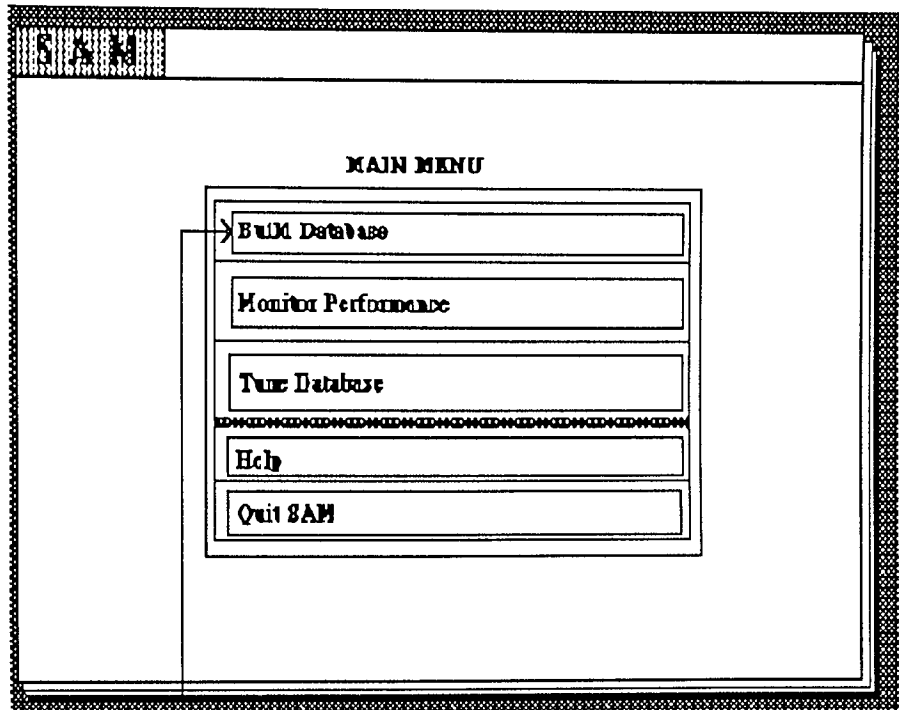 SAM
MAIN MENU
Build Database
Monitor Performance
Tune Database
Help
Quit SAM